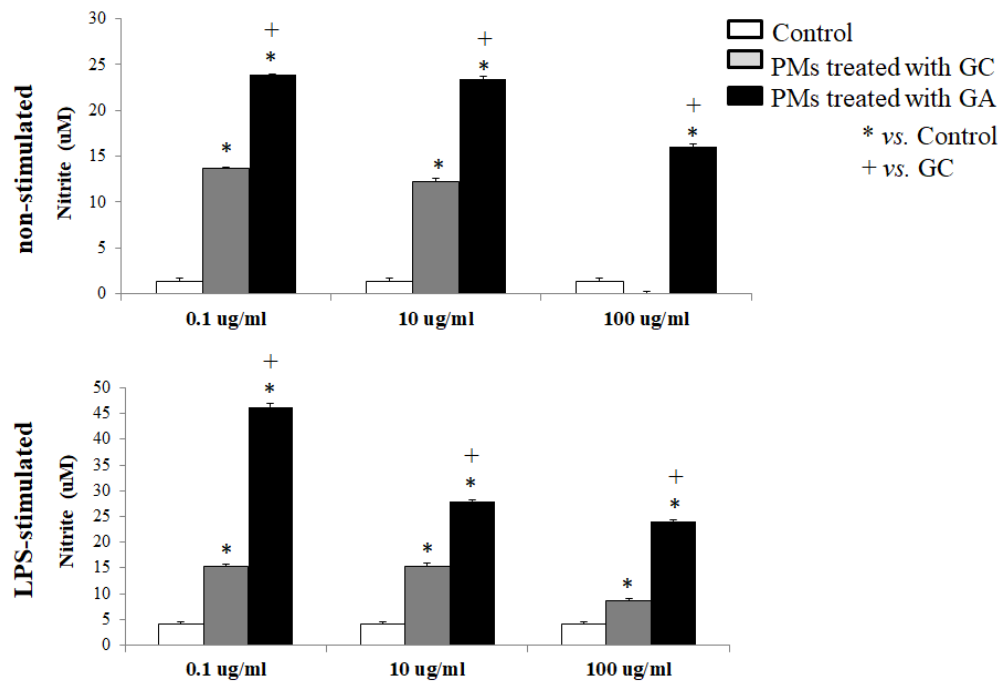 non-stimulated
Nitrite (uM)
30
25
20
15
10
5
0
+
*
*
+
*
*
+
*
0.1 ug/ml
10 ug/ml
100 ug/ml
Control
PMs treated with GC
PMs treated with GA
* vs. Control
+ vs. GC
LPS-stimulated
Nitrite (uM)
50
45
40
35
30
25
20
15
10
5
0
+
*
*
+
*
*
+
*
*
0.1 ug/ml
10 ug/ml
100 ug/ml